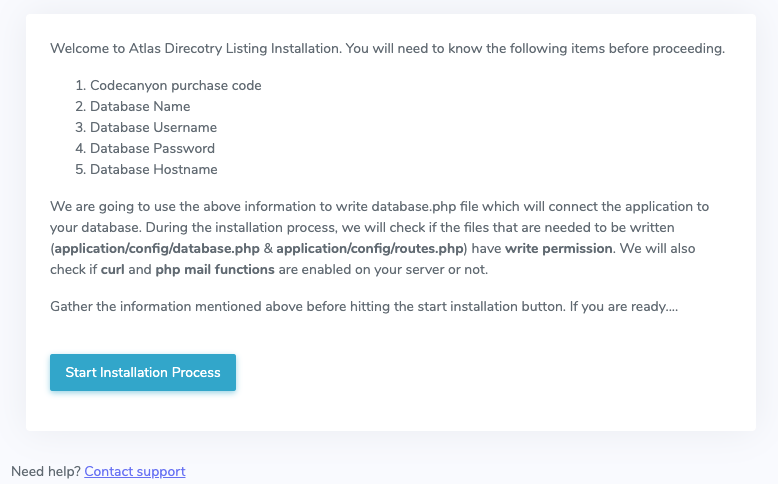 Welcome to Atlas Direcotry Listing Installation. You will need to know the following items before proceeding.
1. Codecanyon purchase code
2. Database Name
3. Database Username
4. Database Password
5. Database Hostname
We are going to use the above information to write database.php file which will connect the application to
your database. During the installation process, we will check if the files that are needed to be written
(application/config/database.php & application/config/routes.php) have write permission. We will also
check if curl and php mail functions are enabled on your server or not.
Gather the information mentioned above before hitting the start installation button. If you are ready....
Start Installation Process
Need help? Contact support